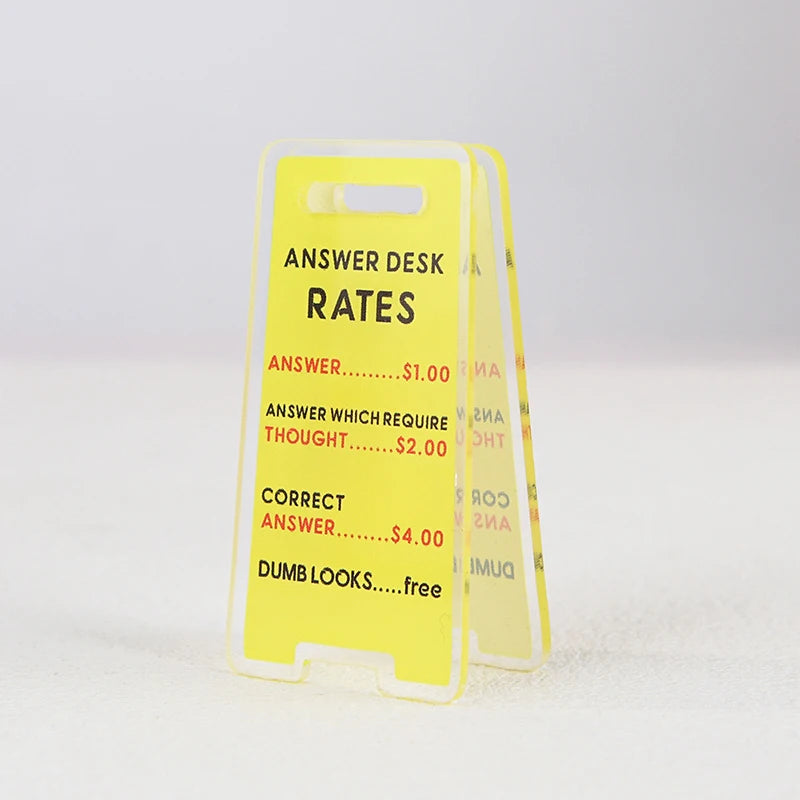 ANSWER DESK
RATES
ANSWER.........$1.00
ANSWER WHICH REQUIRE
THOUGHT.......$2.00
CORRECT
ANSWER........$4.00
DUMB LOOKS.....free